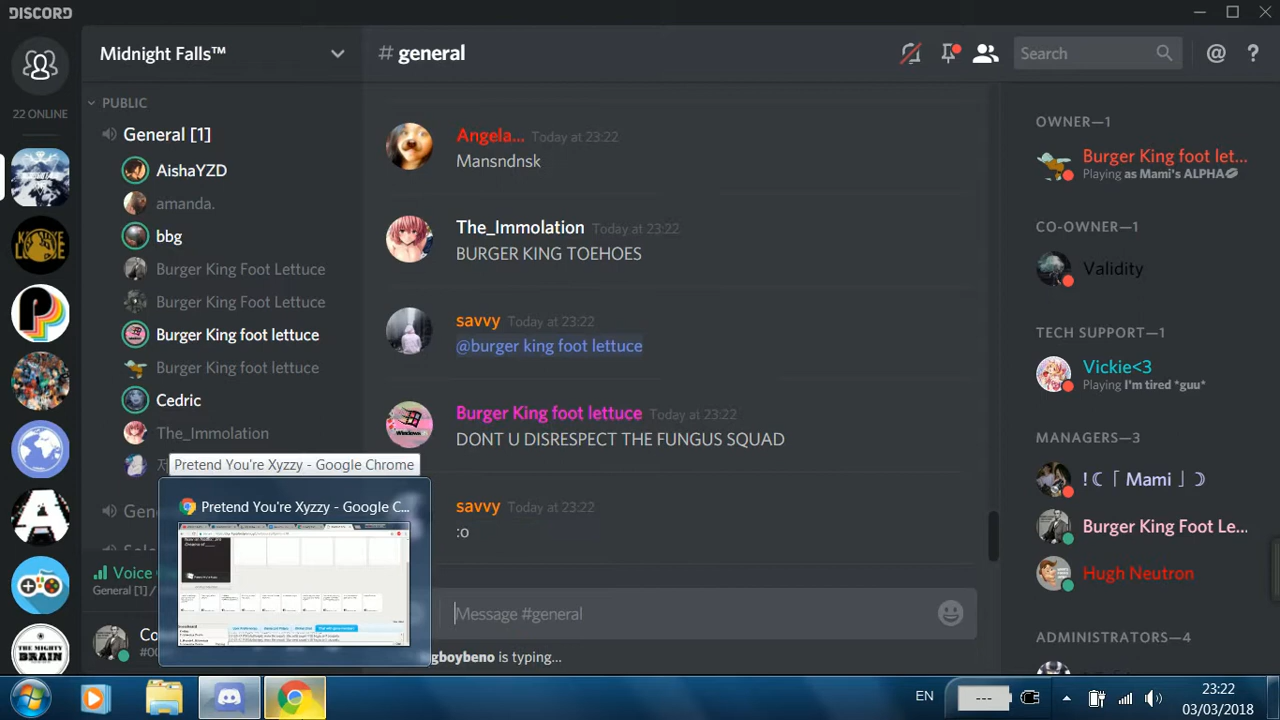 DISCORD
Midnight Falls™
# general
Search
@
?
22 ONLINE
PUBLIC
General [1]
AishaYZD
amanda.
bbg
Burger King Foot Lettuce
Burger King Foot Lettuce
Burger King foot lettuce
Burger King foot lettuce
Cedric
The_Immolation
Angela... Today at 23:22
Mansndnsk
The_Immolation Today at 23:22
BURGER KING TOEHOES
savvy Today at 23:22
@burger king foot lettuce
Burger King foot lettuce Today at 23:22
DONT U DISRESPECT THE FUNGUS SQUAD
savvy Today at 23:22
:o
Message #general
gboybeno is typing...
OWNER—1
Burger King foot let...
Playing as Mami's ALPHA
CO-OWNER—1
Validity
TECH SUPPORT—1
Vickie<3
Playing I'm tired *guu*
MANAGERS—3
!☾「 Mami 」☽
Burger King Foot Le...
Hugh Neutron
ADMINISTRATORS—4
Pretend You're Xyzzy - Google Chrome
Pretend You're Xyzzy - Google C...
Gen
Voice
General [1] /
Co
THE MIGHTY
BRAIN
EN
---
23:22
03/03/2018